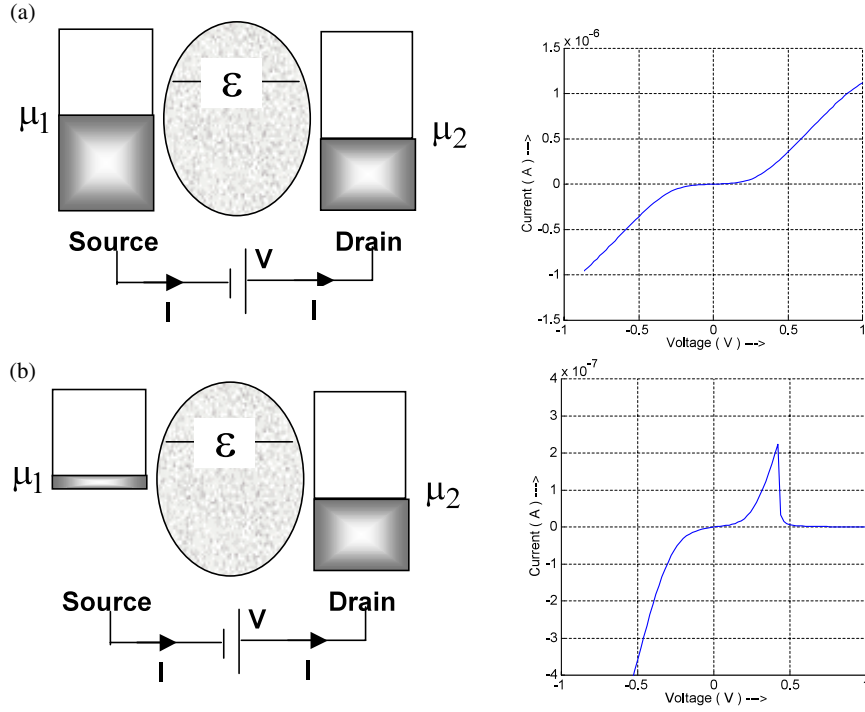 (a)
ε
μ1
μ2
Source
Drain
V
I
I
x 10-6
1.5
1
0.5
0
-0.5
-1
-1.5
-1
-0.5
0
0.5
1
Current ( A ) --->
Voltage ( V ) --->
(b)
ε
μ1
μ2
Source
Drain
V
I
I
x 10-7
4
3
2
1
0
-1
-2
-3
-4
-1
-0.5
0
0.5
1
Current ( A ) --->
Voltage ( V ) --->